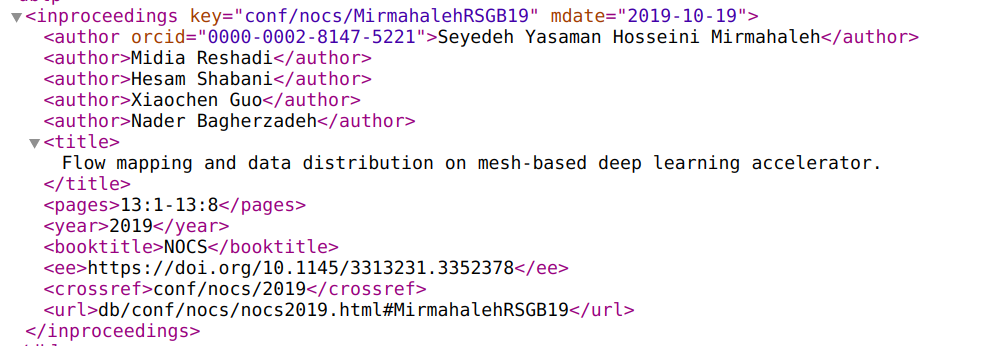 <inproceedings key="conf/nocs/MirmahalehRSGB19" mdate="2019-10-19">
<author orcid="0000-0002-8147-5221">Seyedeh Yasaman Hosseini Mirmahaleh</author>
<author>Midia Reshadi</author>
<author>Hesam Shabani</author>
<author>Xiaochen Guo</author>
<author>Nader Bagherzadeh</author>
<title>
Flow mapping and data distribution on mesh-based deep learning accelerator.
</title>
<pages>13:1-13:8</pages>
<year>2019</year>
<booktitle>NOCS</booktitle>
<ee>https://doi.org/10.1145/3313231.3352378</ee>
<crossref>conf/nocs/2019</crossref>
<url>db/conf/nocs/nocs2019.html#MirmahalehRSGB19</url>
</inproceedings>